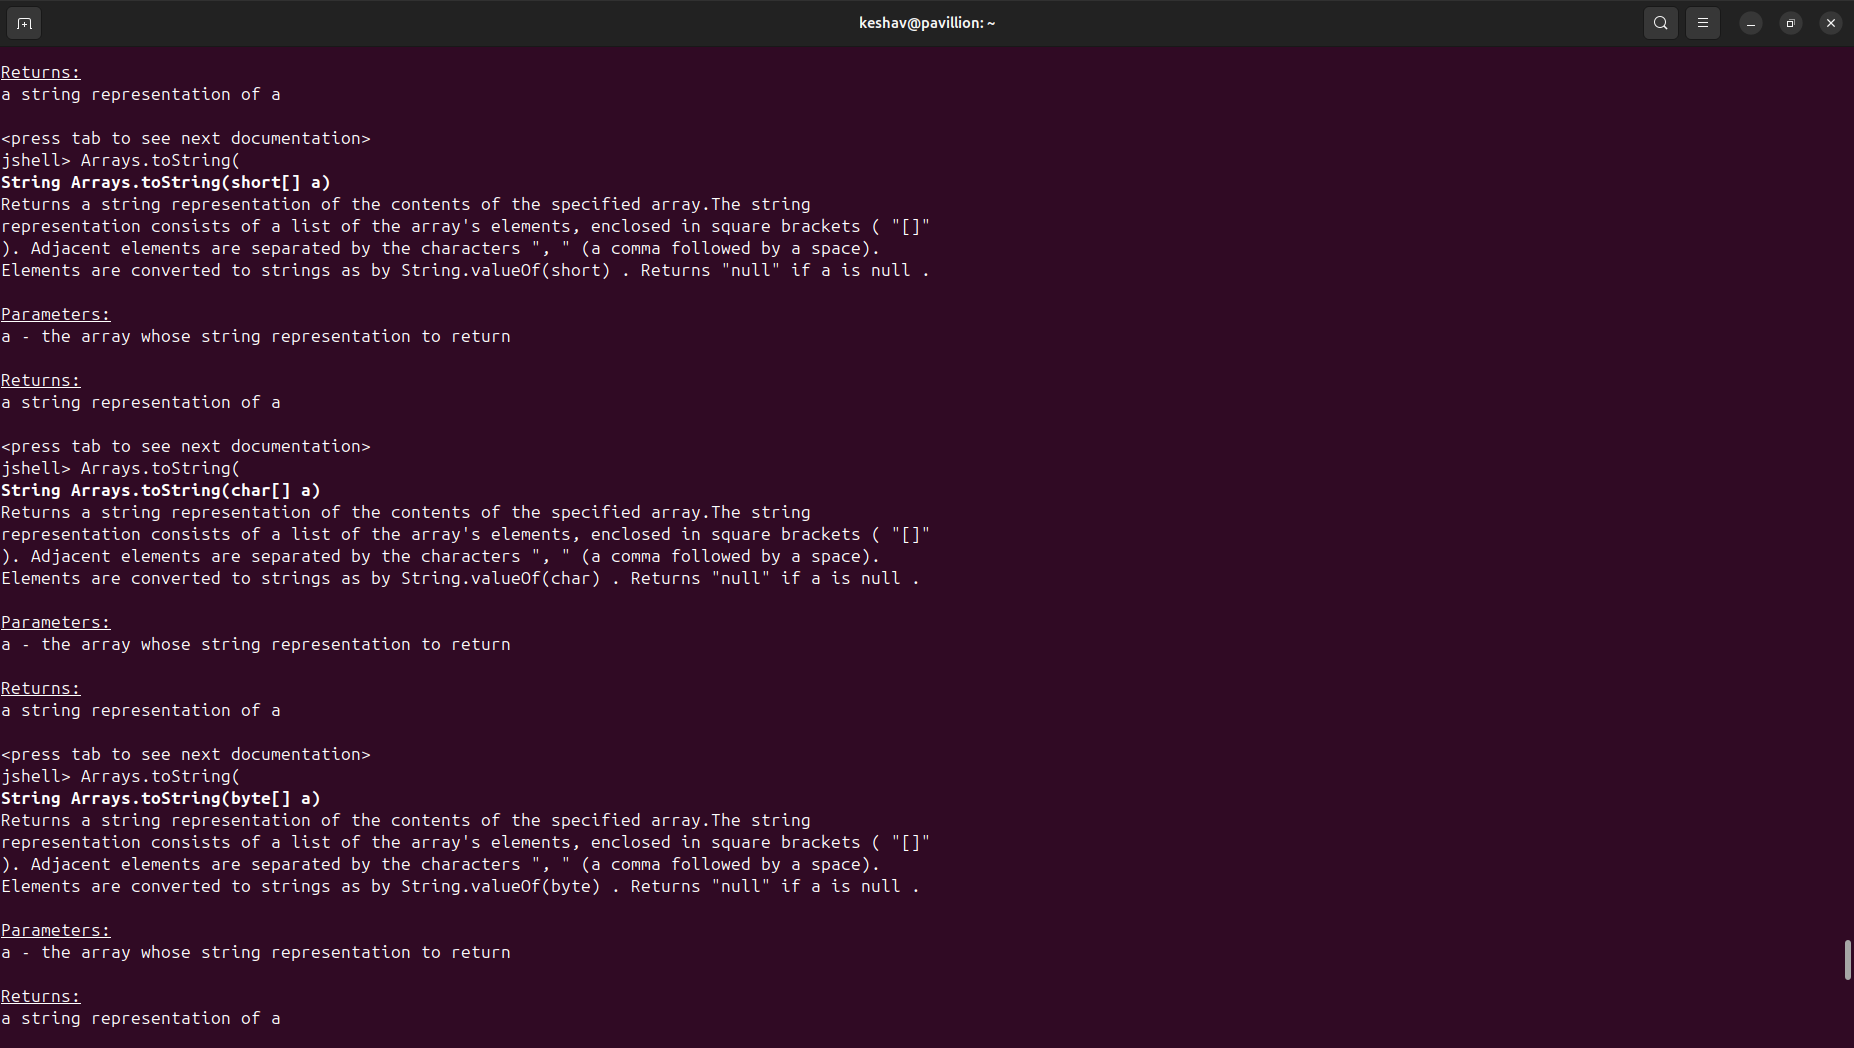 keshav@pavillion: ~
Returns:
a string representation of a
<press tab to see next documentation>
jshell> Arrays.toString(
String Arrays.toString(short[] a)
Returns a string representation of the contents of the specified array.The string
representation consists of a list of the array's elements, enclosed in square brackets ( "[]"
). Adjacent elements are separated by the characters ", " (a comma followed by a space).
Elements are converted to strings as by String.valueOf(short) . Returns "null" if a is null .
Parameters:
a - the array whose string representation to return
Returns:
a string representation of a
<press tab to see next documentation>
jshell> Arrays.toString(
String Arrays.toString(char[] a)
Returns a string representation of the contents of the specified array.The string
representation consists of a list of the array's elements, enclosed in square brackets ( "[]"
). Adjacent elements are separated by the characters ", " (a comma followed by a space).
Elements are converted to strings as by String.valueOf(char) . Returns "null" if a is null .
Parameters:
a - the array whose string representation to return
Returns:
a string representation of a
<press tab to see next documentation>
jshell> Arrays.toString(
String Arrays.toString(byte[] a)
Returns a string representation of the contents of the specified array.The string
representation consists of a list of the array's elements, enclosed in square brackets ( "[]"
). Adjacent elements are separated by the characters ", " (a comma followed by a space).
Elements are converted to strings as by String.valueOf(byte) . Returns "null" if a is null .
Parameters:
a - the array whose string representation to return
Returns:
a string representation of a